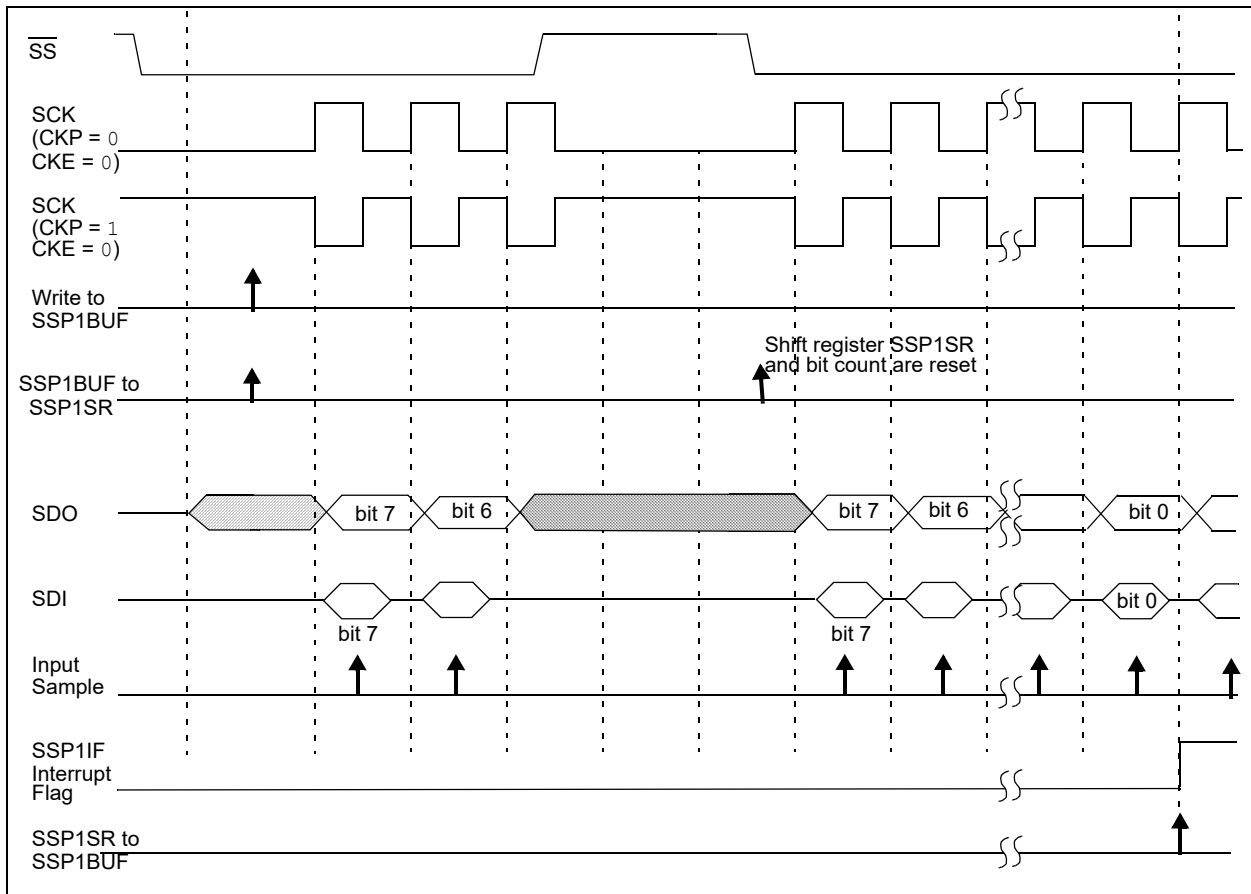 SS
SCK
(CKP = 0
CKE = 0)
SCK
(CKP = 1
CKE = 0)
Write to
SSP1BUF
Shift register SSP1SR
and bit count are reset
SSP1BUF to
SSP1SR
SDO
bit 7
bit 6
bit 7
bit 6
bit 0
SDI
bit 0
bit 7
bit 7
Input
Sample
SSP1IF
Interrupt
Flag
SSP1SR to
SSP1BUF